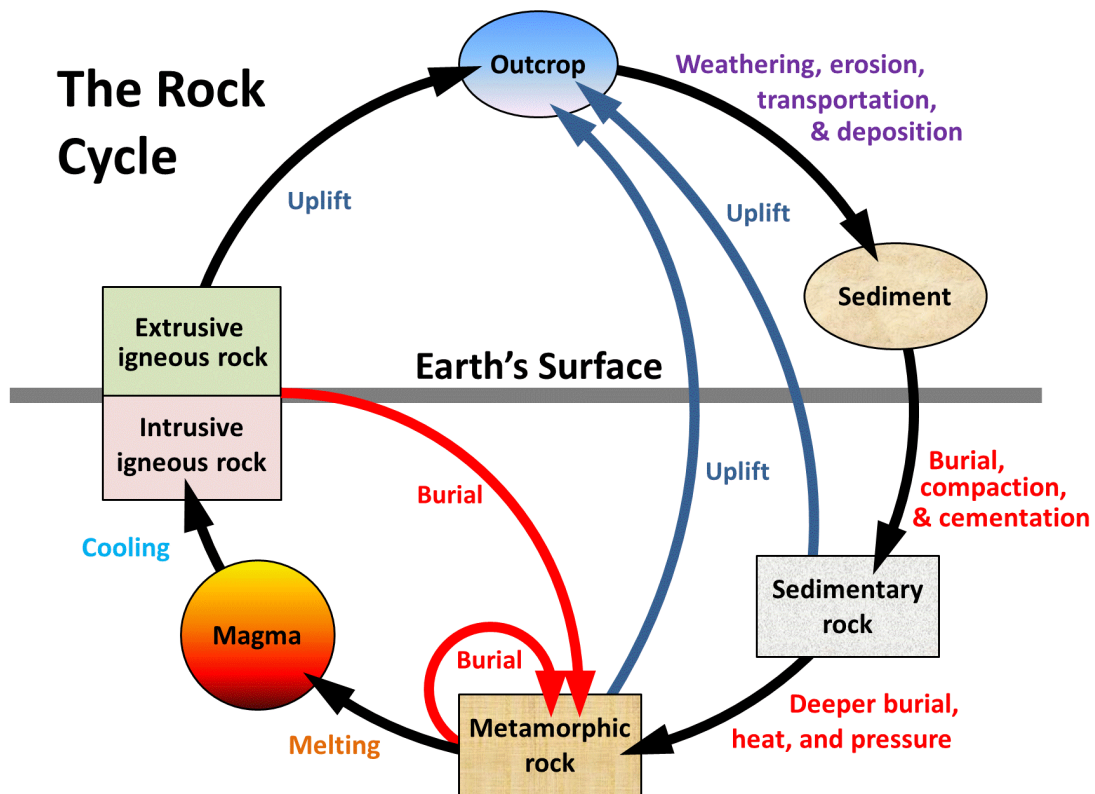 The Rock
Cycle
Outcrop
Weathering, erosion,
transportation,
& deposition
Uplift
Uplift
Sediment
Extrusive
igneous rock
Earth's Surface
Intrusive
igneous rock
Burial
Uplift
Burial,
compaction,
& cementation
Cooling
Sedimentary
rock
Magma
Burial
Deeper burial,
heat, and pressure
Metamorphic
rock
Melting